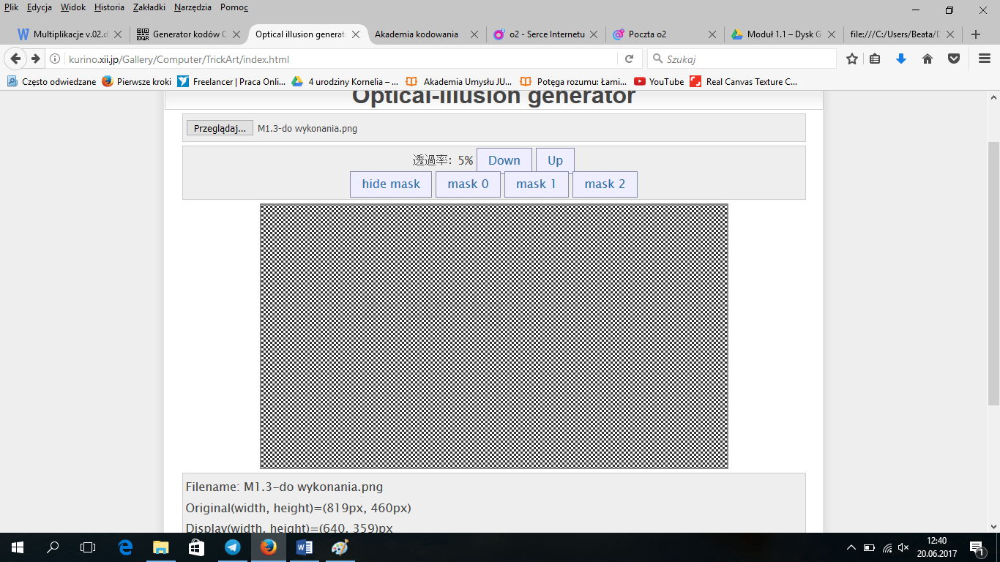 Plik Edycja Widok Historia Zakładki Narzędzia Pomoc
Multiplikacje v.02.d Generator kodów Optical illusion generat Akademia kodowania o2 - Serce Internetu Poczta o2 Moduł 1.1 – Dysk G file:///C:/Users/Beata/D
kurino.xii.jp/Gallery/Computer/TrickArt/index.html Szukaj
Często odwiedzane Pierwsze kroki Freelancer | Praca Onli... 4 urodziny Kornelia – ... Akademia Umysłu JU... Potęga rozumu: Łami... YouTube Real Canvas Texture C...
Optical-illusion generator
Przeglądaj... M1.3-do wykonania.png
透過率: 5% Down Up
hide mask mask 0 mask 1 mask 2
Filename: M1.3-do wykonania.png
Original(width, height)=(819px, 460px)
Display(width, height)=(640, 359)px
12:40
20.06.2017
1